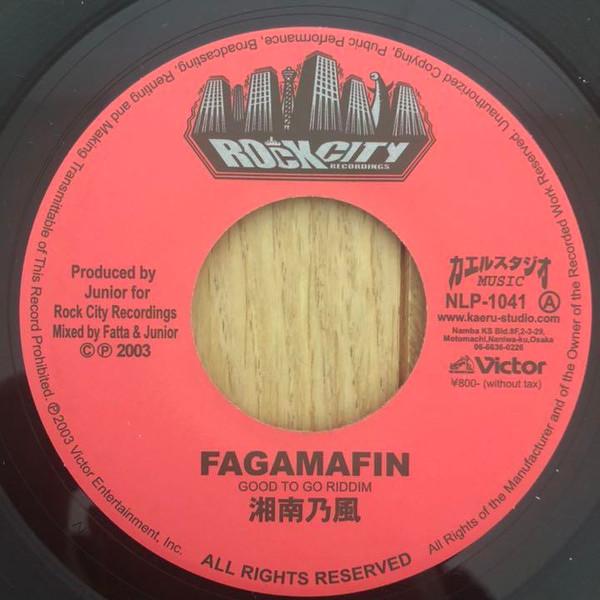 ROCK CITY
RECORDINGS
Produced by
Junior for
Rock City Recordings
Mixed by Fatta & Junior
© ℗ 2003
カエルスタジオ
MUSIC
NLP-1041 Ⓐ
www.kaeru-studio.com
Namba KS Bld.8F,2-3-29,
Motomachi,Naniwa-ku,Osaka
06-6636-0226
Victor
¥800- (without tax)
FAGAMAFIN
GOOD TO GO RIDDIM
湘南乃風
ALL RIGHTS RESERVED
All Rights of the Manufacturer and of the Owner of the Recorded Work Reserved. Unauthorized Copying, Pubric Performance, Broadcasting, Renting and Making Transmittable of This Record Prohibited. ℗2003 Victor Entertainment, Inc.